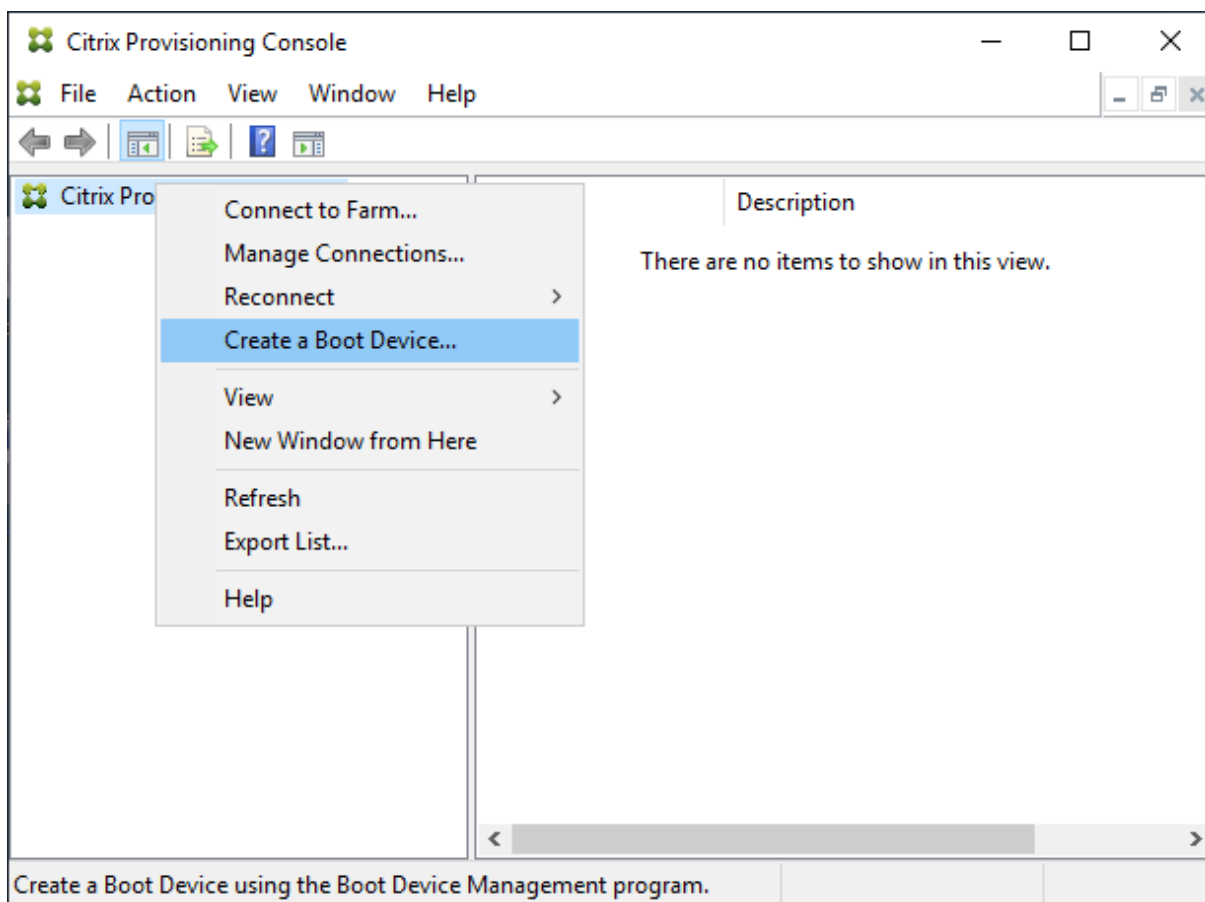 Citrix Provisioning Console
File Action View Window Help
Citrix Pro
Description
There are no items to show in this view.
Connect to Farm...
Manage Connections...
Reconnect
Create a Boot Device...
View
New Window from Here
Refresh
Export List...
Help
Create a Boot Device using the Boot Device Management program.